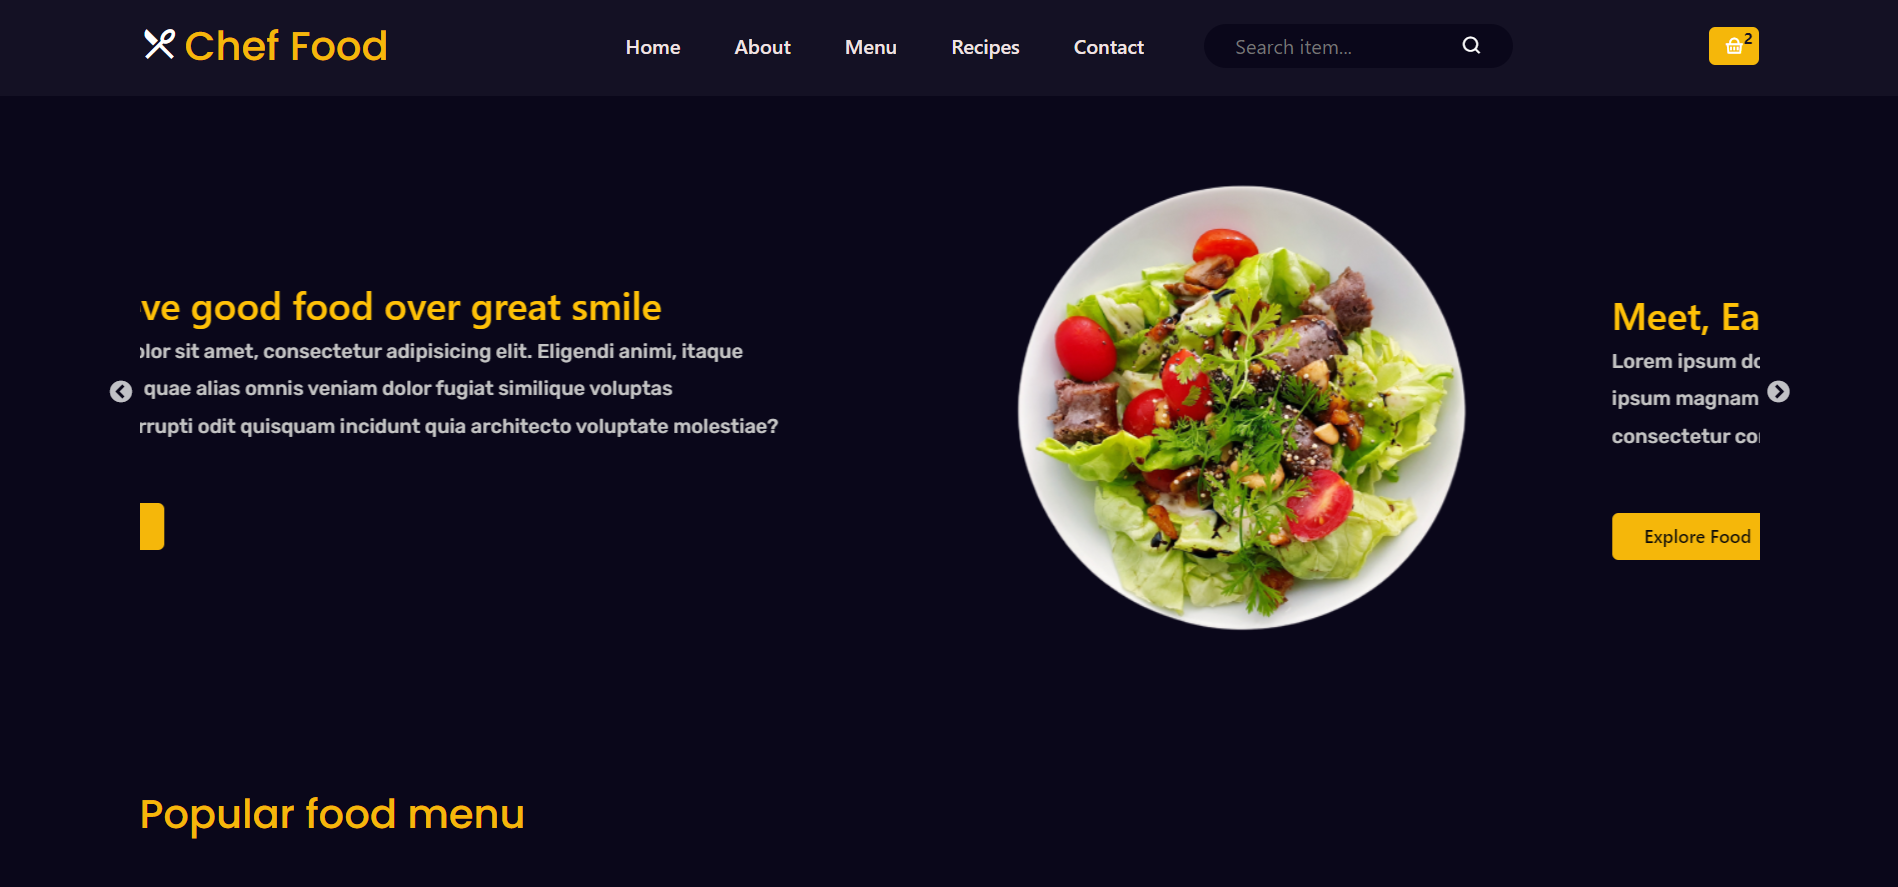 Chef Food
Home About Menu Recipes Contact
Search item...
2
ve good food over great smile
lor sit amet, consectetur adipisicing elit. Eligendi animi, itaque
quae alias omnis veniam dolor fugiat similique voluptas
rrupti odit quisquam incidunt quia architecto voluptate molestiae?
Meet, Ea
Lorem ipsum do
ipsum magnam
consectetur co
Explore Food
Popular food menu